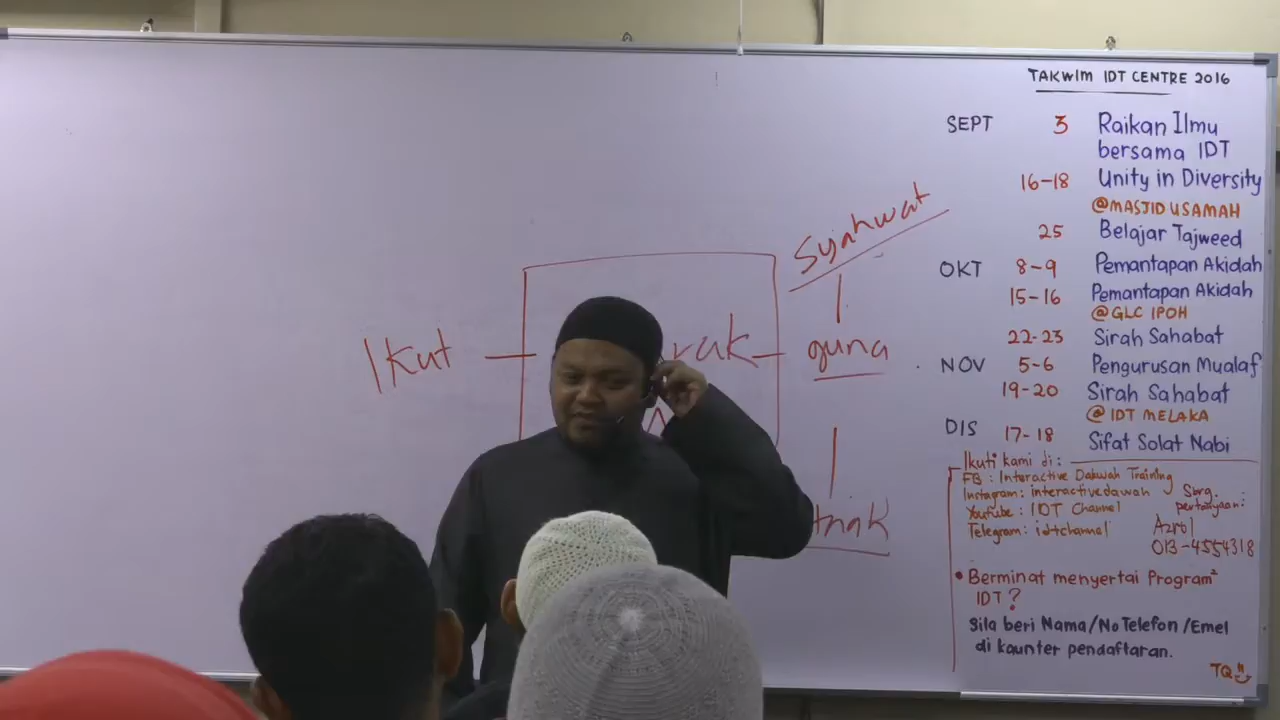 TAKWIM IDT CENTRE 2016
SEPT 3 Raikan Ilmu
bersama IDT
16-18 Unity in Diversity
@MASJID USAMAH
25 Belajar Tajweed
OKT 8-9 Pemantapan Akidah
15-16 Pemantapan Akidah
@GLC IPOH
22-23 Sirah Sahabat
NOV 5-6 Pengurusan Mualaf
19-20 Sirah Sahabat
@IDT MELAKA
DIS 17-18 Sifat Solat Nabi
Ikuti kami di:
FB: Interactive Dakwah Training
Instagram: interactivedawah
Youtube: IDT Channel
Telegram: idtchannel
Sbrg.
pertanyaan:
Azrol
013-4554318
• Berminat menyertai Program²
IDT?
Sila beri Nama/No Telefon/Emel
di kaunter pendaftaran.
TQ
Syahwat
Ikut
guna